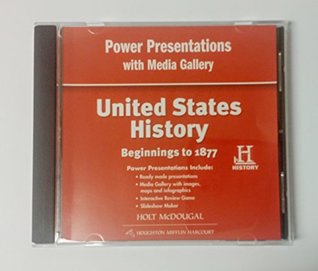 Power Presentations
with Media Gallery
United States
History
Beginnings to 1877
H
HISTORY
Power Presentations Include:
• Ready made presentations
• Media Gallery with images,
maps and infographics
• Interactive Review Game
• Slideshow Maker
HOLT MCDOUGAL
HOUGHTON MIFFLIN HARCOURT